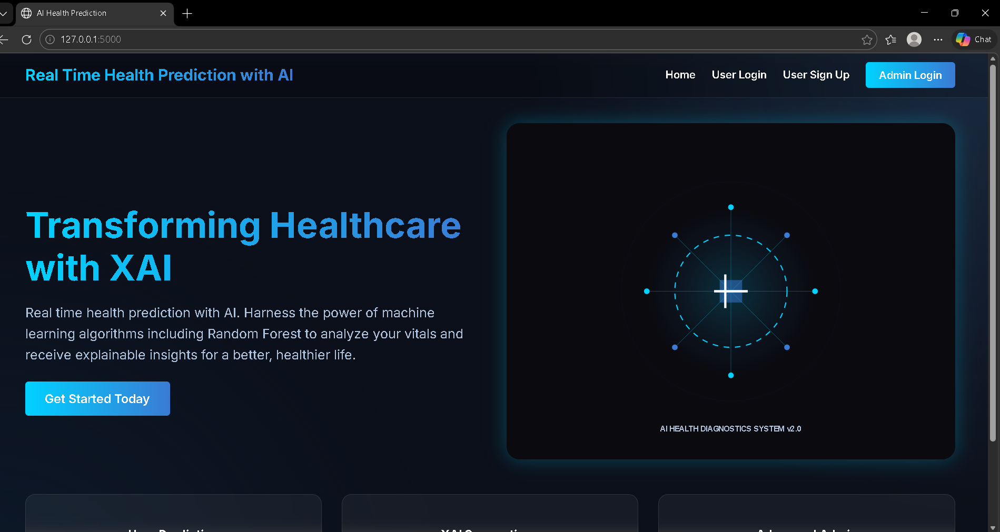 AI Health Prediction
127.0.0.1:5000
Chat
Real Time Health Prediction with AI
Home
User Login
User Sign Up
Admin Login
Transforming Healthcare
with XAI
Real time health prediction with AI. Harness the power of machine
learning algorithms including Random Forest to analyze your vitals and
receive explainable insights for a better, healthier life.
Get Started Today
AI HEALTH DIAGNOSTICS SYSTEM v2.0